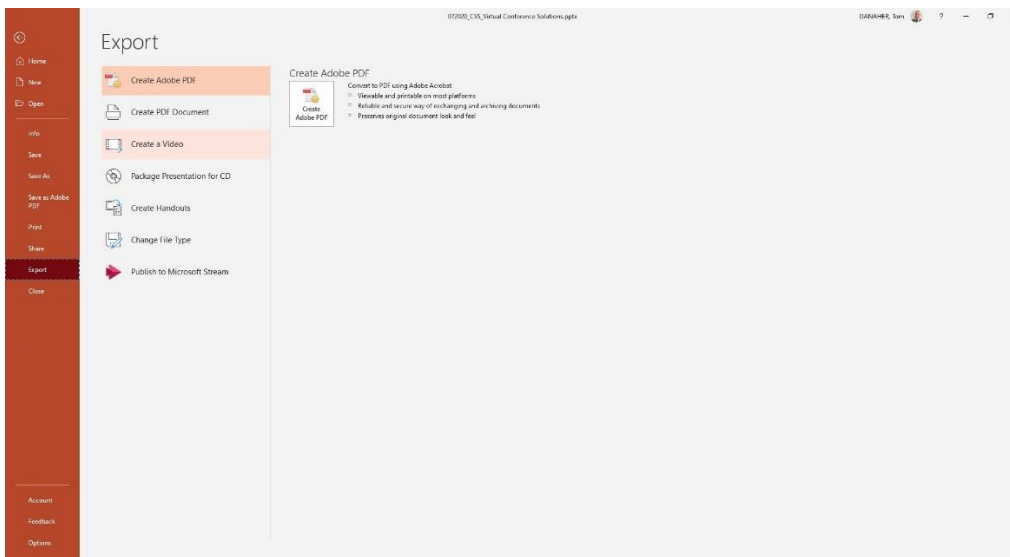 072020_CSS_Virtual Conference Solutions.pptx
DANAHER, Tom
?
Home
New
Open
Info
Save
Save As
Save as Adobe
PDF
Print
Share
Export
Close
Account
Feedback
Options
Export
Create Adobe PDF
Create PDF Document
Create a Video
Package Presentation for CD
Create Handouts
Change File Type
Publish to Microsoft Stream
Create Adobe PDF
Create
Adobe PDF
Convert to PDF using Adobe Acrobat
Viewable and printable on most platforms
Reliable and secure way of exchanging and archiving documents
Preserves original document look and feel